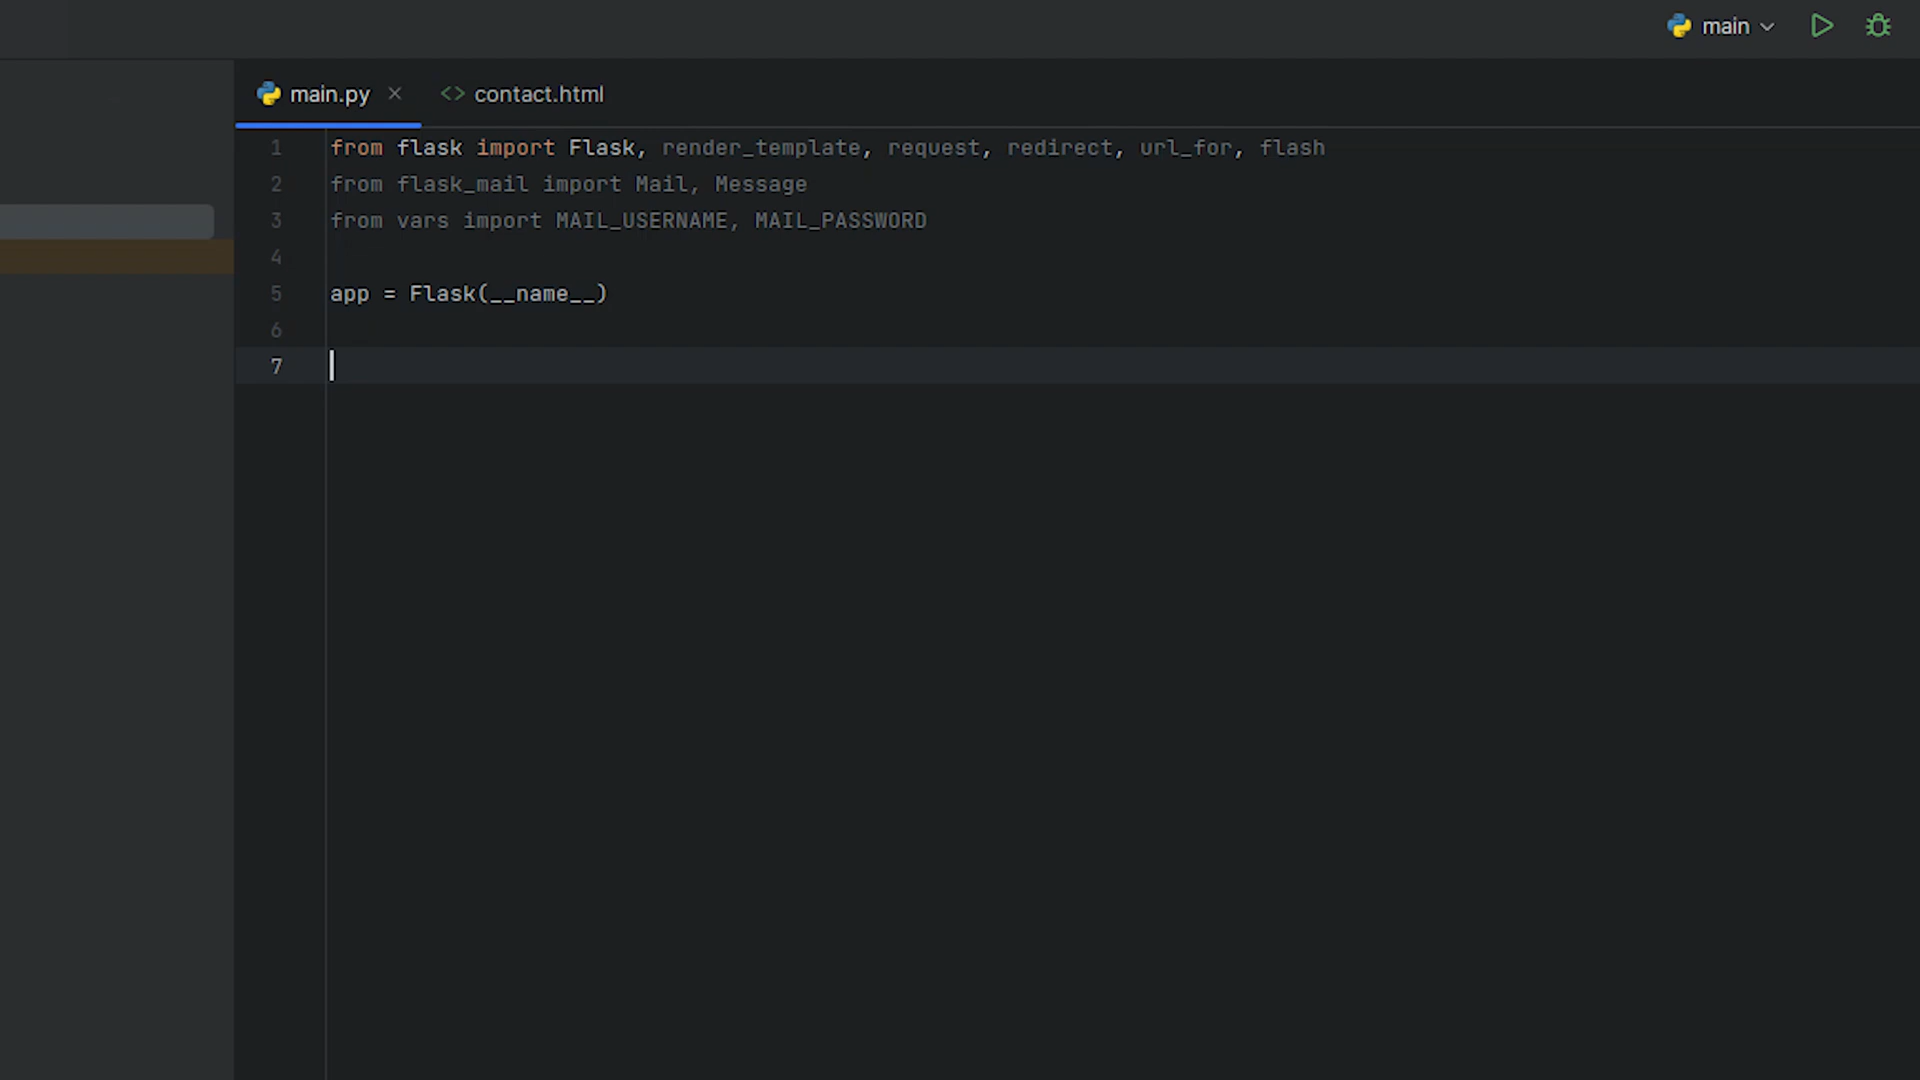 main
main.py
<> contact.html
1 from flask import Flask, render_template, request, redirect, url_for, flash
2 from flask_mail import Mail, Message
3 from vars import MAIL_USERNAME, MAIL_PASSWORD
4
5 app = Flask(__name__)
6
7